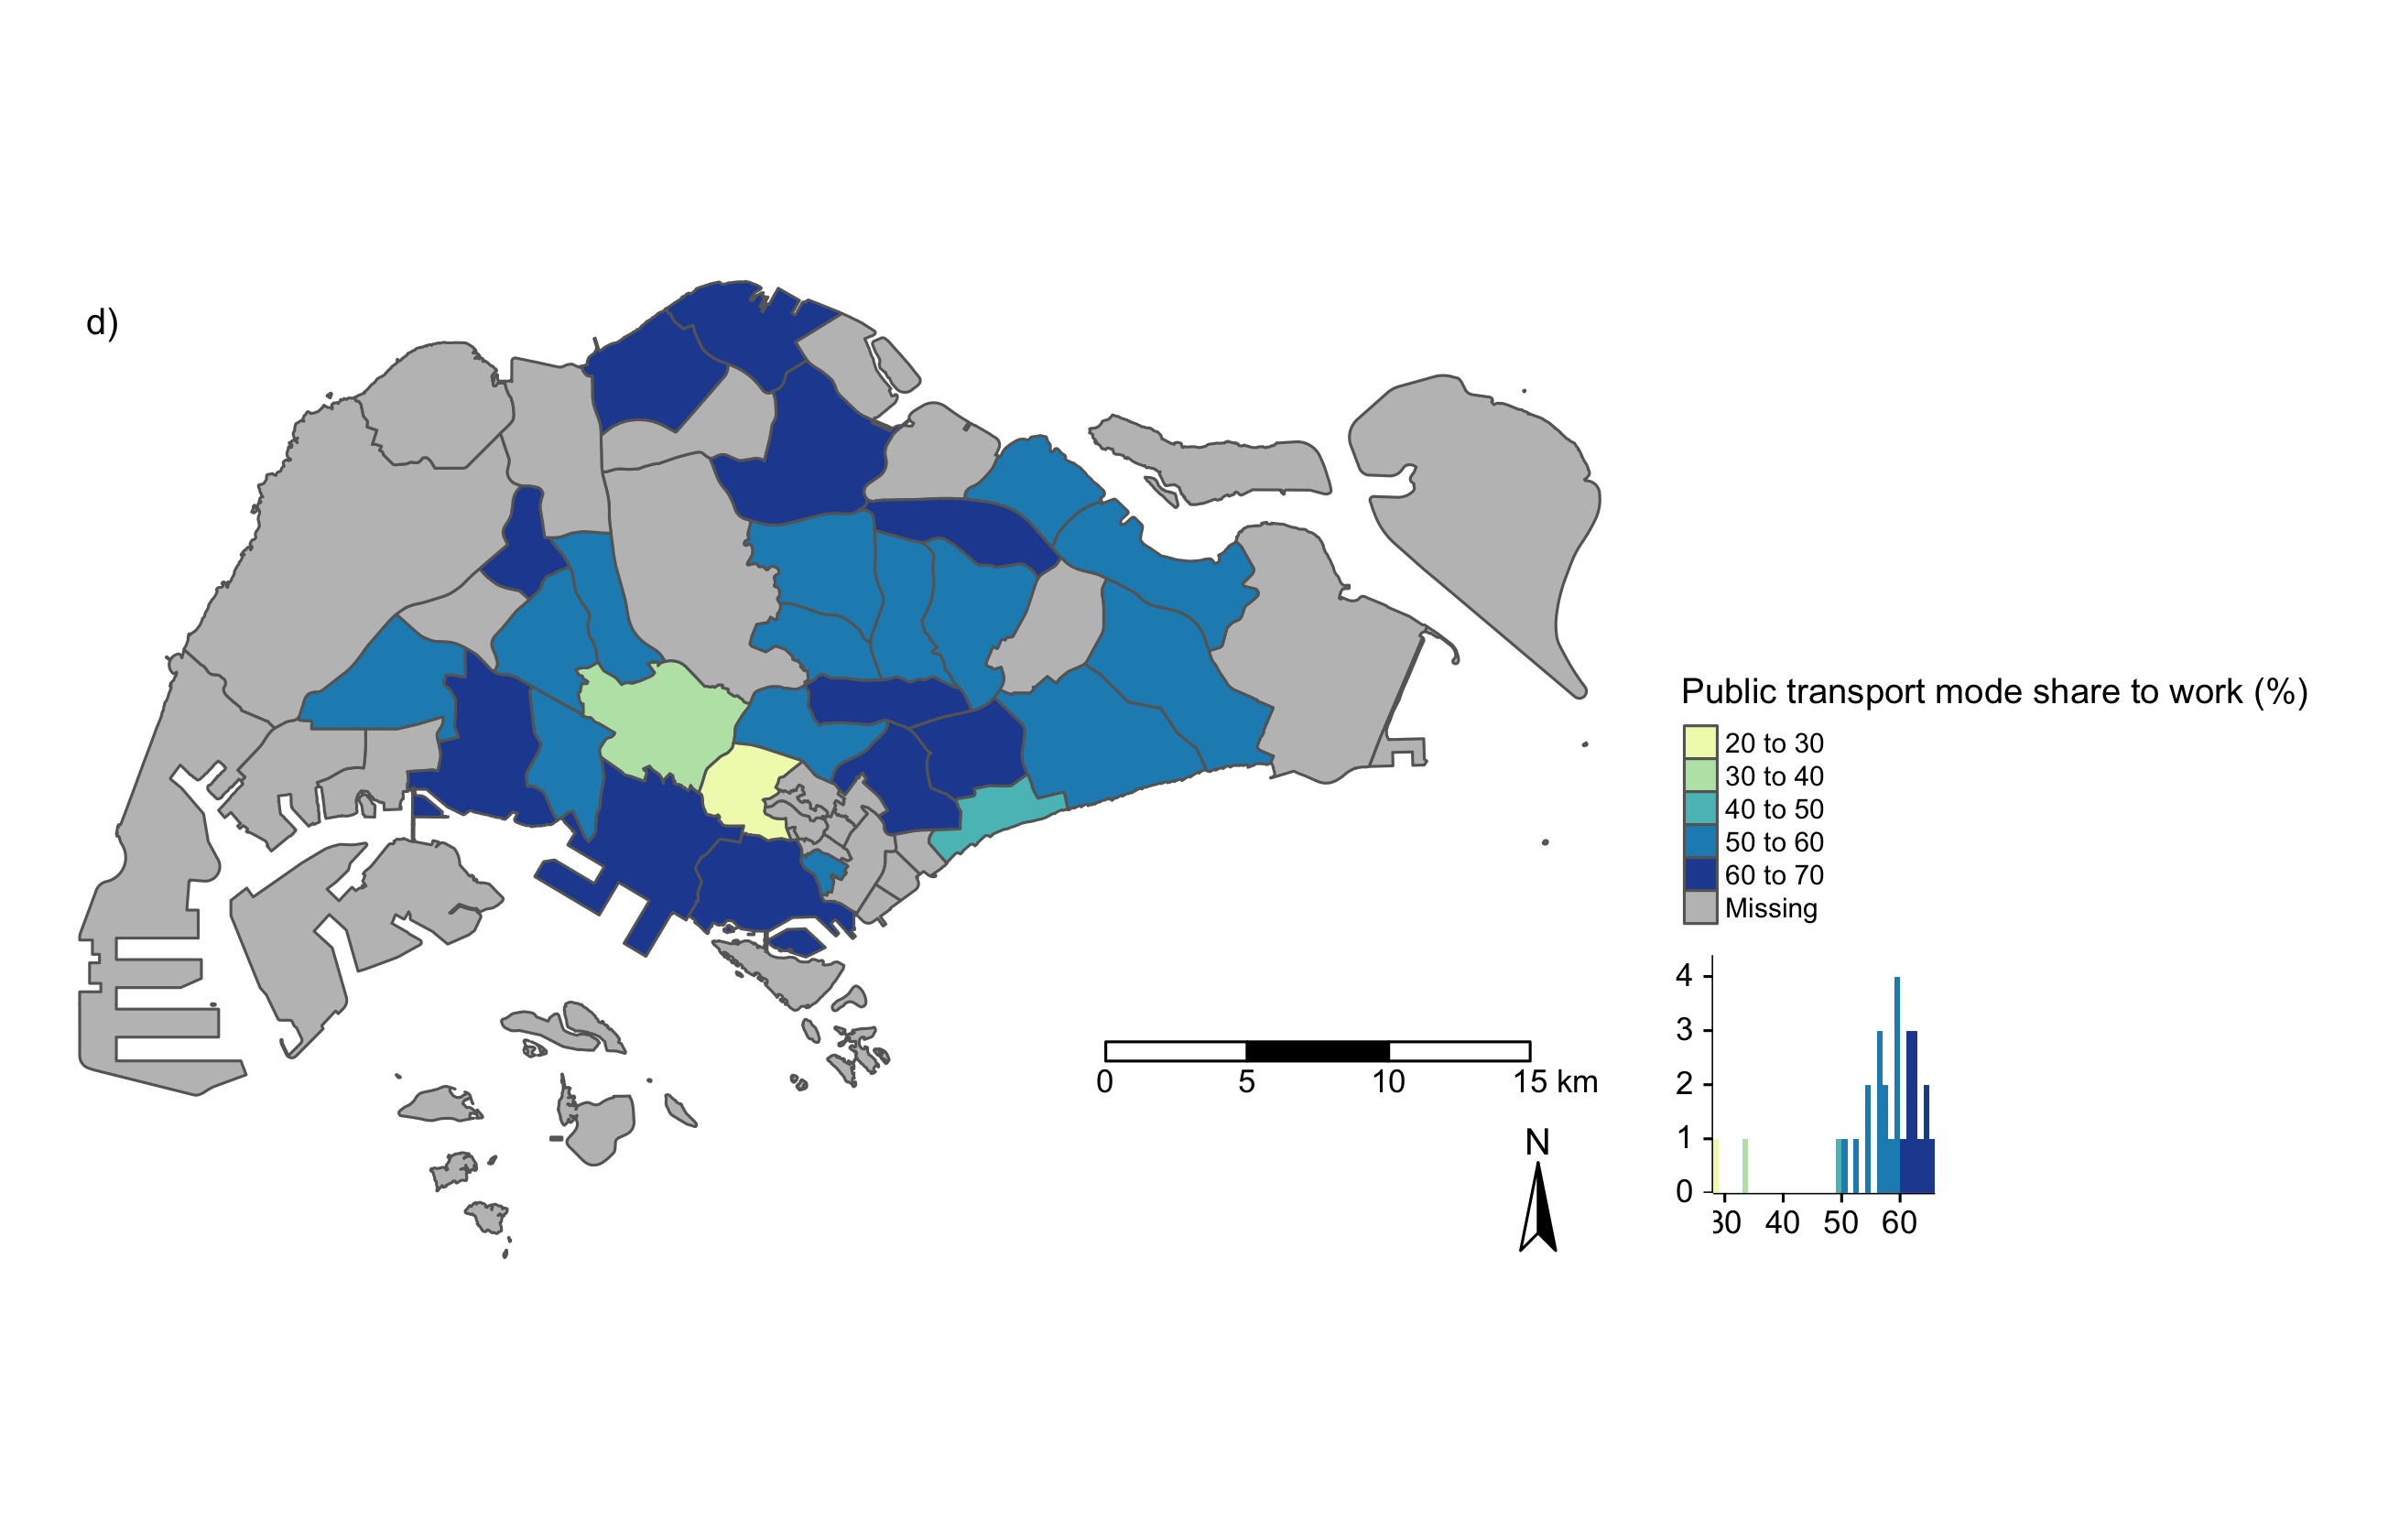 d)
Public transport mode share to work (%)
20 to 30
30 to 40
40 to 50
50 to 60
60 to 70
Missing
4
3
2
1
0
30 40 50 60
0 5 10 15 km
N